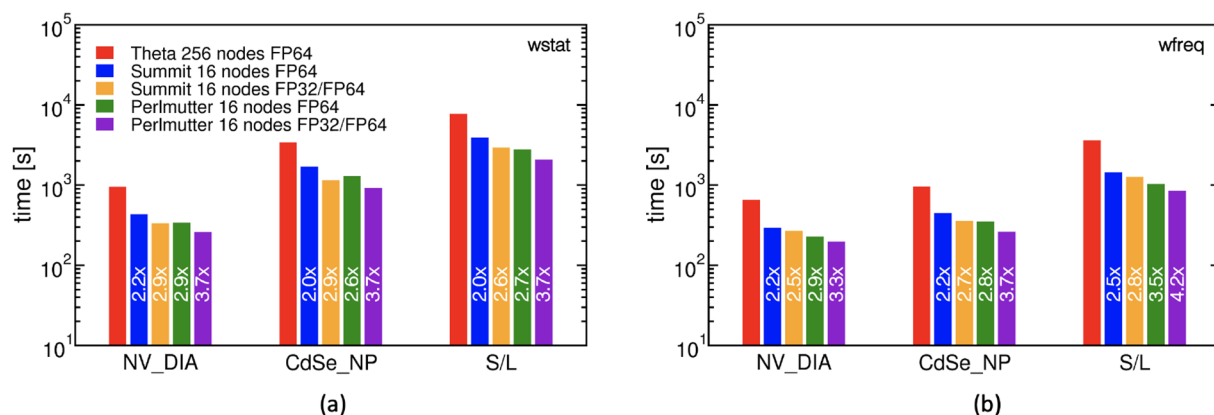 10^5
10^4
10^3
10^2
10^1
time [s]
wstat
Theta 256 nodes FP64
Summit 16 nodes FP64
Summit 16 nodes FP32/FP64
Perlmutter 16 nodes FP64
Perlmutter 16 nodes FP32/FP64
2.2x
2.9x
2.9x
3.7x
2.0x
2.9x
2.6x
3.7x
2.0x
2.6x
2.7x
3.7x
NV_DIA CdSe_NP S/L
(a)
10^5
10^4
10^3
10^2
10^1
time [s]
wfreq
2.2x
2.5x
2.9x
3.3x
2.2x
2.7x
2.8x
3.7x
2.5x
2.8x
3.5x
4.2x
NV_DIA CdSe_NP S/L
(b)